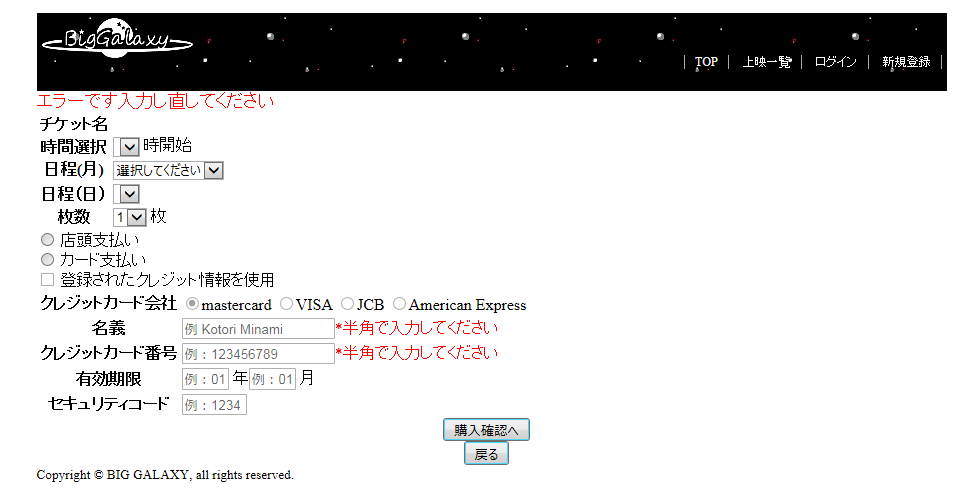 BigGalaxy
| TOP | 上映一覧 | ログイン | 新規登録 |
エラーです入力し直してください
チケット名
時間選択 時開始
日程(月) 選択してください
日程(日)
枚数 1 枚
店頭支払い
カード支払い
登録されたクレジット情報を使用
クレジットカード会社 mastercard VISA JCB American Express
名義 例 Kotori Minami *半角で入力してください
クレジットカード番号 例：123456789 *半角で入力してください
有効期限 例：01 年 例：01 月
セキュリティコード 例：1234
購入確認へ
戻る
Copyright © BIG GALAXY, all rights reserved.